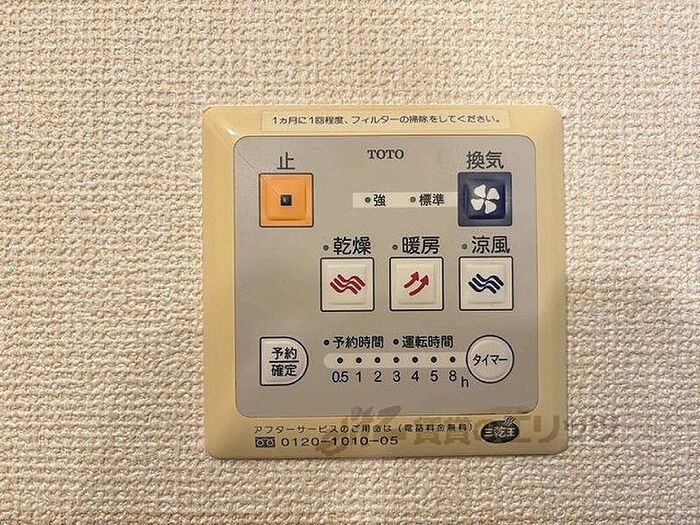 1ヵ月に1回程度、フィルターの掃除をしてください。
止 TOTO 換気
強 標準
乾燥 暖房 涼風
予約時間 運転時間
予約
確定
タイマー
0.5 1 2 3 4 5 8 h
アフターサービスのご用命は(電話料金無料)
0120-1010-05
三乾王